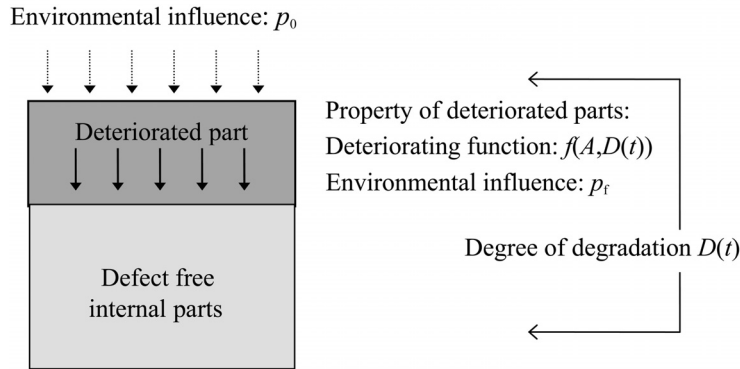 Environmental influence: p₀
Deteriorated part
Property of deteriorated parts:
Deteriorating function: f(A,D(t))
Environmental influence: p_f
Degree of degradation D(t)
Defect free
internal parts